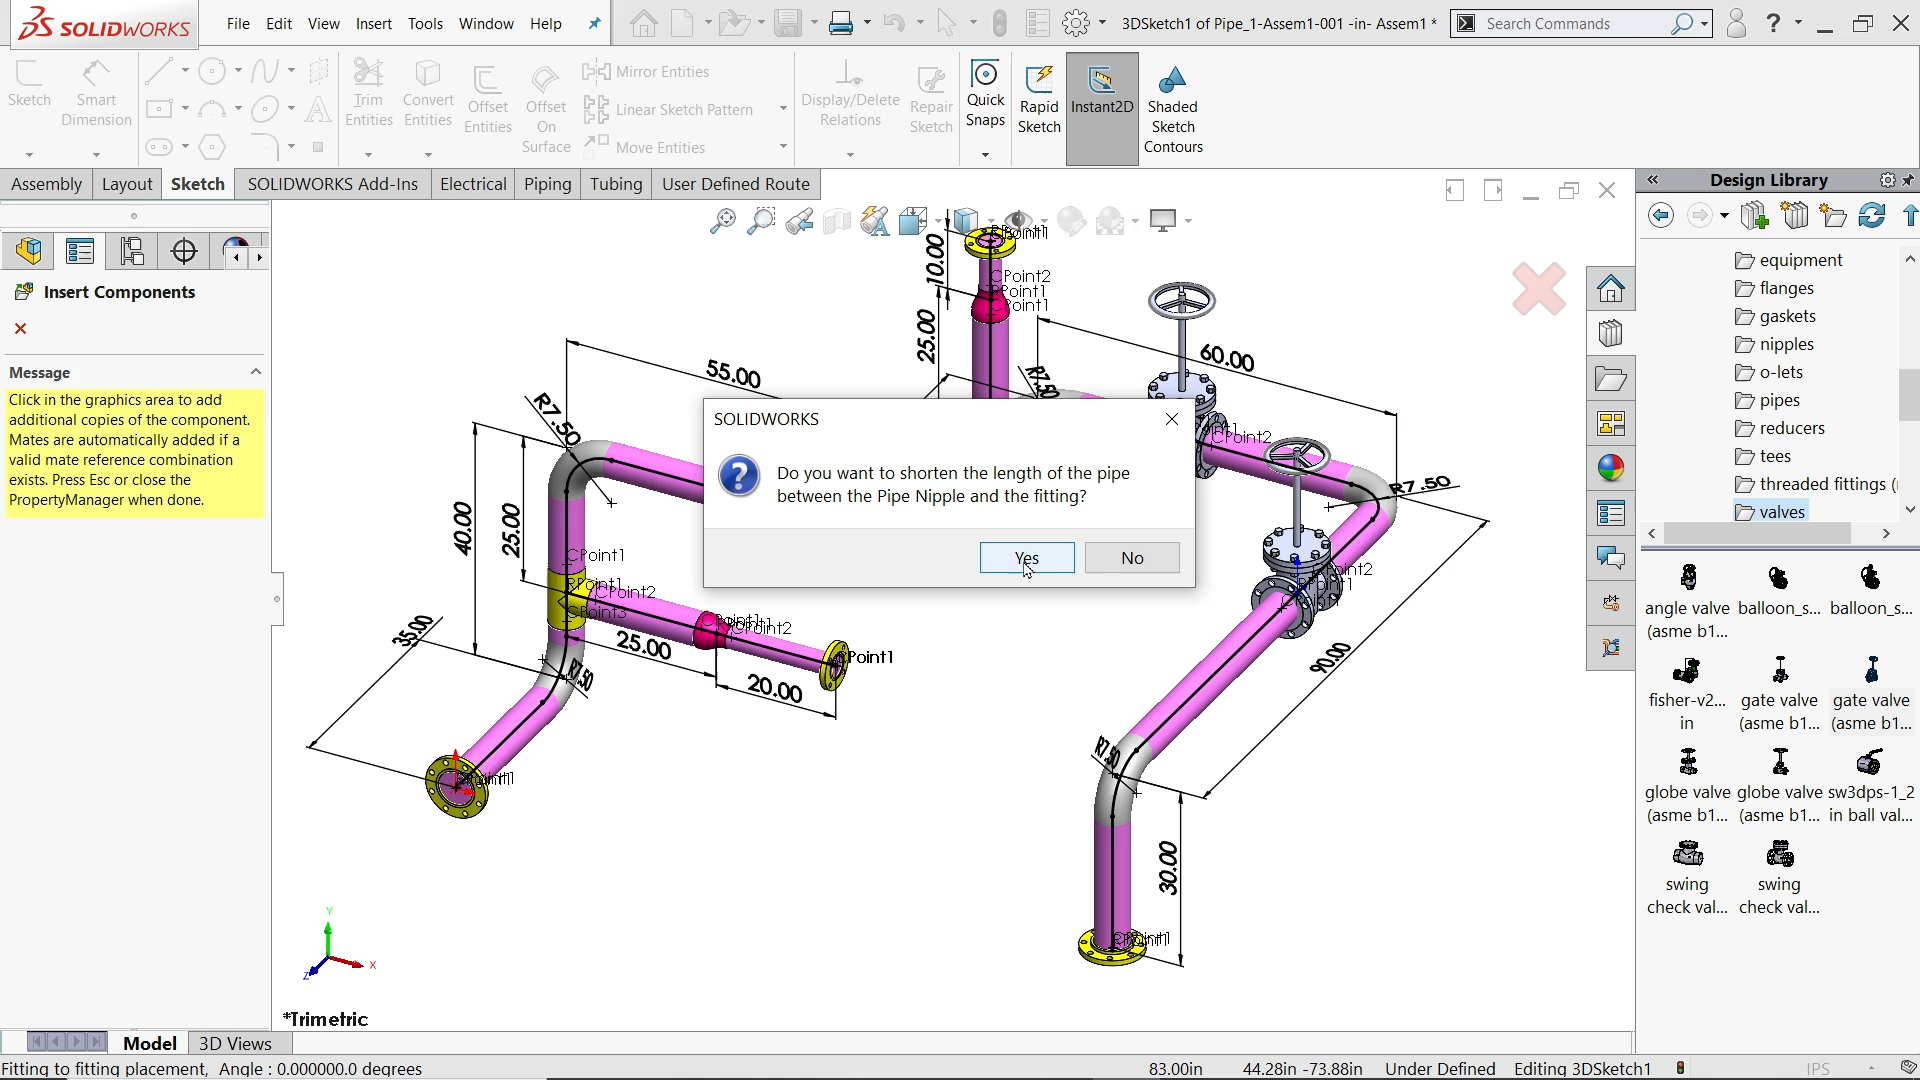 SOLIDWORKS
File Edit View Insert Tools Window Help
3DSketch1 of Pipe_1-Assem1-001 -in- Assem1 *
Search Commands
?
Sketch
Smart
Dimension
Trim
Entities
Convert
Entities
Offset
Entities
Offset
On
Surface
Mirror Entities
Linear Sketch Pattern
Move Entities
Display/Delete
Relations
Repair
Sketch
Quick
Snaps
Rapid
Sketch
Instant2D
Shaded
Sketch
Contours
Assembly Layout Sketch SOLIDWORKS Add-Ins Electrical Piping Tubing User Defined Route
Insert Components
Message
Click in the graphics area to add
additional copies of the component.
Mates are automatically added if a
valid mate reference combination
exists. Press Esc or close the
PropertyManager when done.
10.00
CPoint2
25.00
60.00
55.00
R7.50
R7.50
CPoint2
R7.50
40.00
25.00
CPoint1
CPoint2
CPoint3
35.00
25.00
20.00
R7.50
90.00
R7.50
30.00
SOLIDWORKS
Do you want to shorten the length of the pipe
between the Pipe Nipple and the fitting?
Yes No
Y
X
Z
*Trimetric
Design Library
equipment
flanges
gaskets
nipples
o-lets
pipes
reducers
tees
threaded fittings (
valves
angle valve
(asme b1...
balloon_s...
balloon_s...
fisher-v2...
in
gate valve
(asme b1...
gate valve
(asme b1...
globe valve
(asme b1...
globe valve
(asme b1...
sw3dps-1_2
in ball val...
swing
check val...
swing
check val...
Model 3D Views
Fitting to fitting placement, Angle : 0.000000.0 degrees
83.00in 44.28in -73.88in Under Defined Editing 3DSketch1 IPS